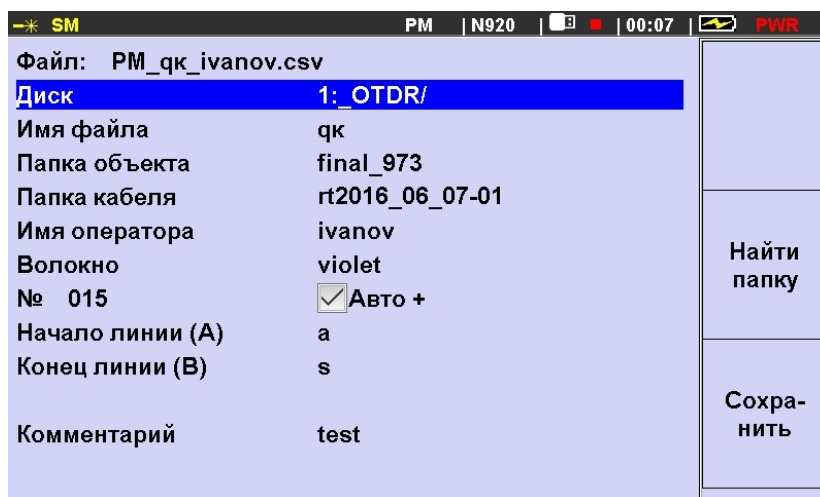 SM PM | N920 | | 00:07 | PWR
Файл: PM_qк_ivanov.csv
Диск 1:_OTDR/
Имя файла qк
Папка объекта final_973
Папка кабеля rt2016_06_07-01
Имя оператора ivanov
Волокно violet
№ 015 Авто +
Начало линии (A) a
Конец линии (B) s
Комментарий test
Найти
папку
Сохра-
нить